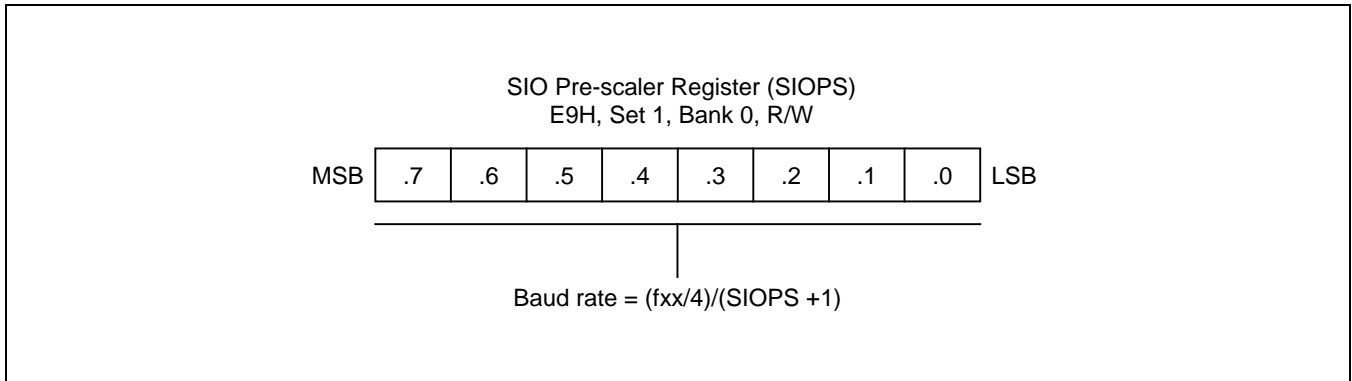 SIO Pre-scaler Register (SIOPS)
E9H, Set 1, Bank 0, R/W
MSB .7 .6 .5 .4 .3 .2 .1 .0 LSB
Baud rate = (fxx/4)/(SIOPS +1)